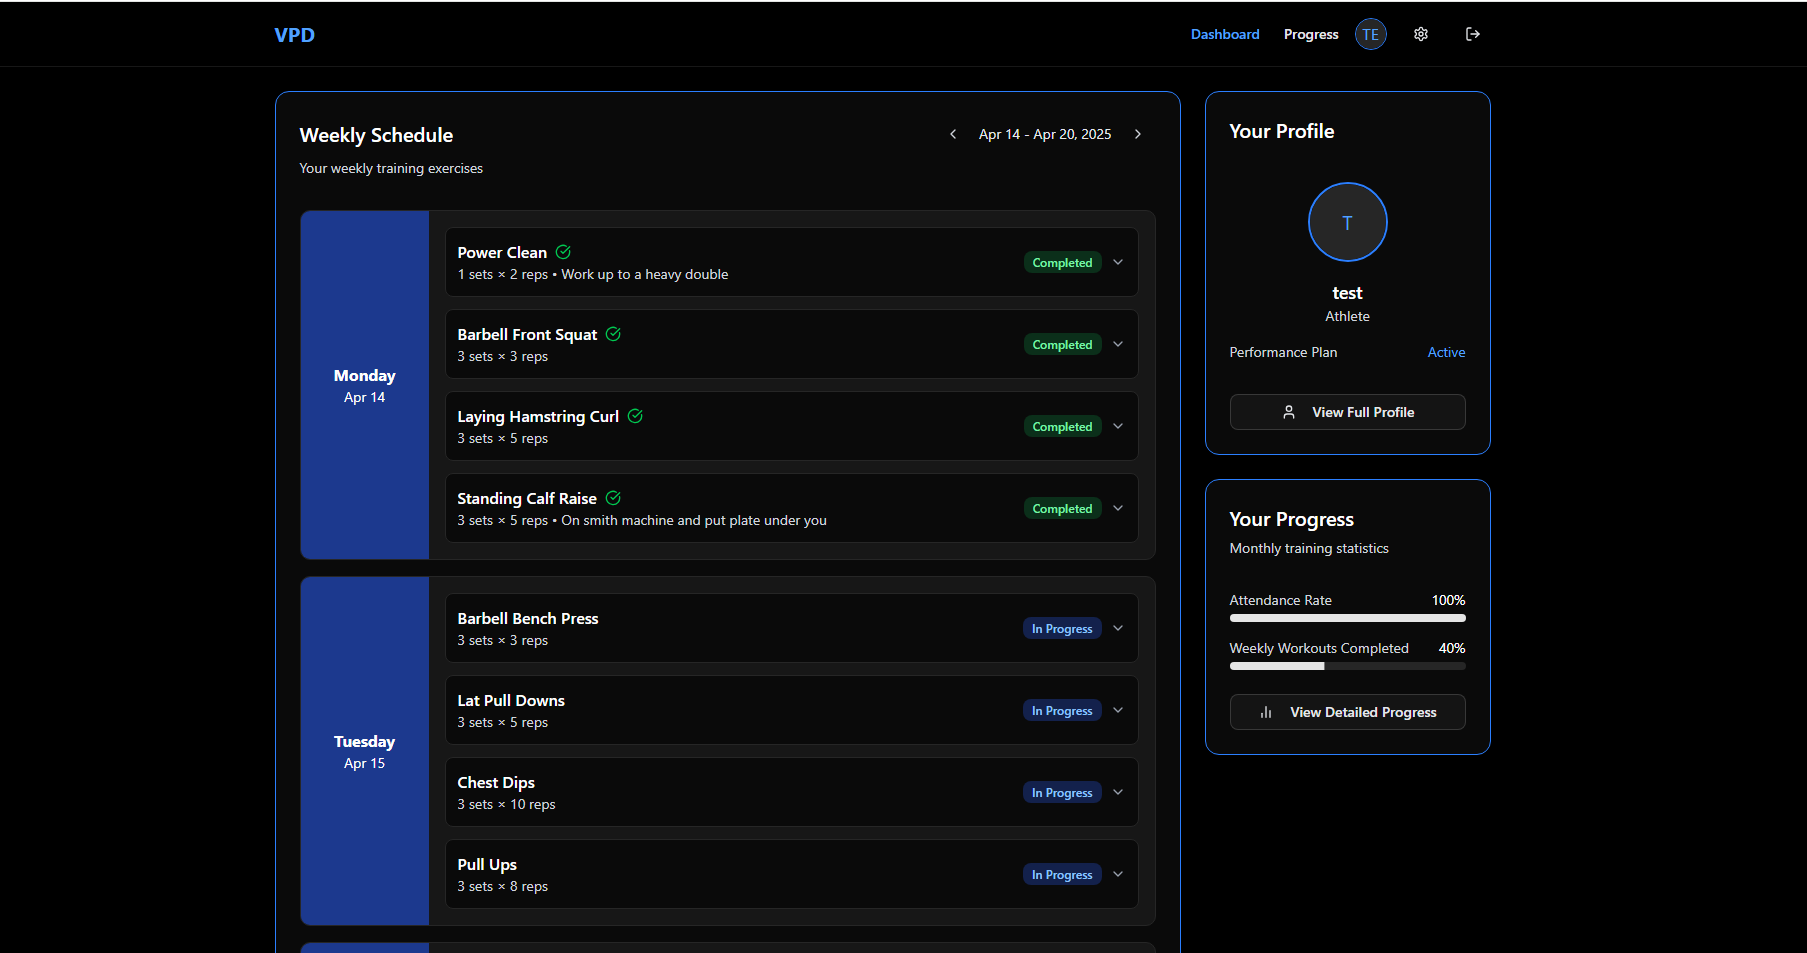 VPD
Dashboard
Progress
TE
Weekly Schedule
Apr 14 - Apr 20, 2025
Your weekly training exercises
Monday
Apr 14
Power Clean
1 sets × 2 reps • Work up to a heavy double
Completed
Barbell Front Squat
3 sets × 3 reps
Completed
Laying Hamstring Curl
3 sets × 5 reps
Completed
Standing Calf Raise
3 sets × 5 reps • On smith machine and put plate under you
Completed
Tuesday
Apr 15
Barbell Bench Press
3 sets × 3 reps
In Progress
Lat Pull Downs
3 sets × 5 reps
In Progress
Chest Dips
3 sets × 10 reps
In Progress
Pull Ups
3 sets × 8 reps
In Progress
Your Profile
T
test
Athlete
Performance Plan
Active
View Full Profile
Your Progress
Monthly training statistics
Attendance Rate
100%
Weekly Workouts Completed
40%
View Detailed Progress